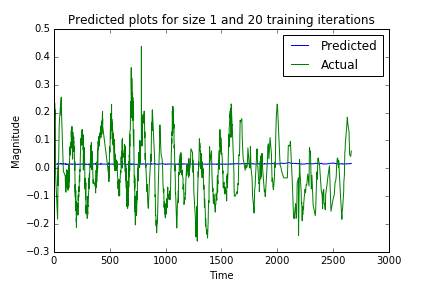 Predicted plots for size 1 and 20 training iterations
Predicted
Actual
0.5
0.4
0.3
0.2
0.1
0.0
−0.1
−0.2
−0.3
Magnitude
0 500 1000 1500 2000 2500 3000
Time